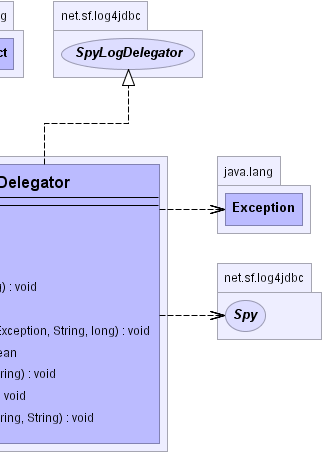 g
net.sf.log4jdbc
ct
SpyLogDelegator
Delegator
java.lang
Exception
g) : void
net.sf.log4jdbc
Spy
Exception, String, long) : void
ean
ring) : void
: void
ring, String) : void